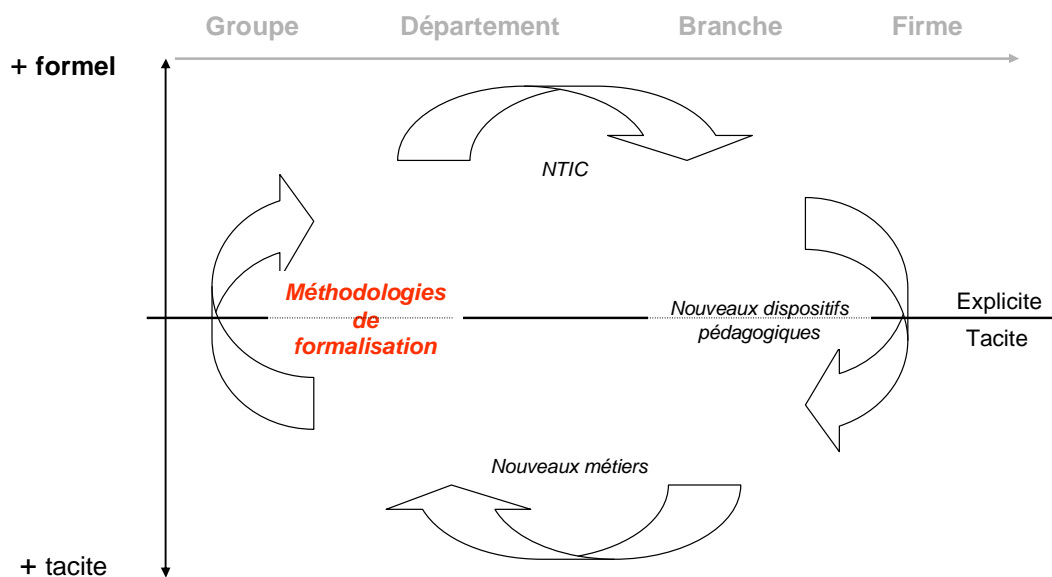 Groupe Département Branche Firme
+ formel
NTIC
Méthodologies
de
formalisation
Nouveaux dispositifs
pédagogiques
Explicite
Tacite
Nouveaux métiers
+ tacite